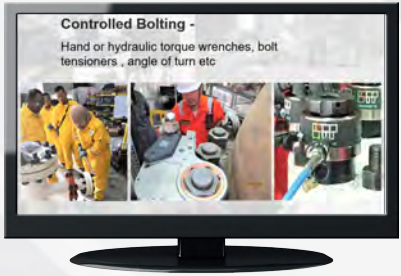 Controlled Bolting -
Hand or hydraulic torque wrenches, bolt
tensioners , angle of turn etc